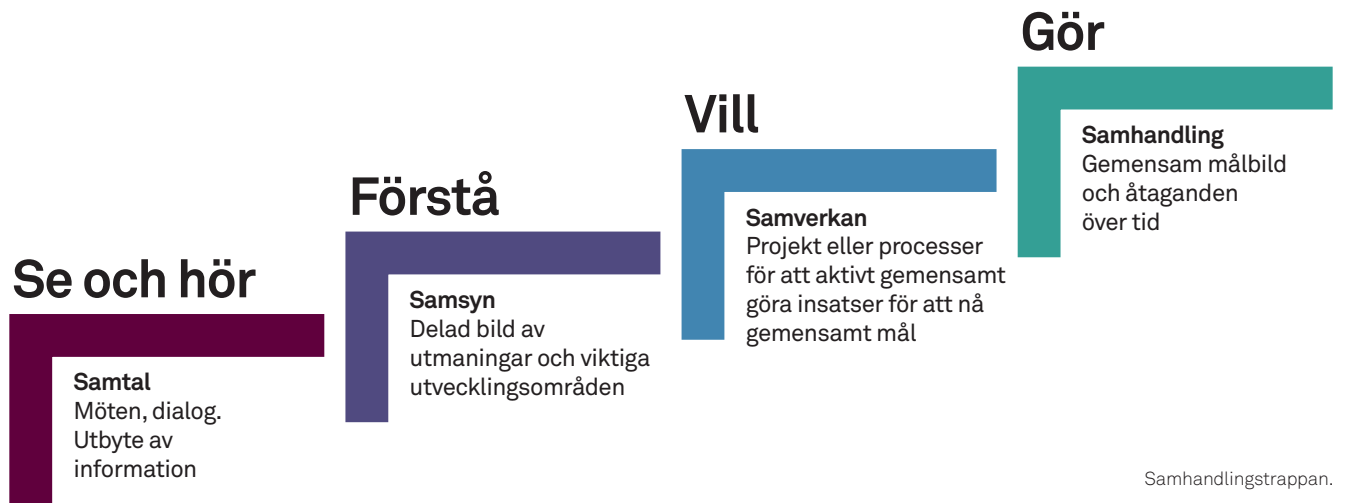 Se och hör
Samtal
Möten, dialog.
Utbyte av
information
Förstå
Samsyn
Delad bild av
utmaningar och viktiga
utvecklingsområden
Vill
Samverkan
Projekt eller processer
för att aktivt gemensamt
göra insatser för att nå
gemensamt mål
Gör
Samhandling
Gemensam målbild
och åtaganden
över tid
Samhandlingstrappan.